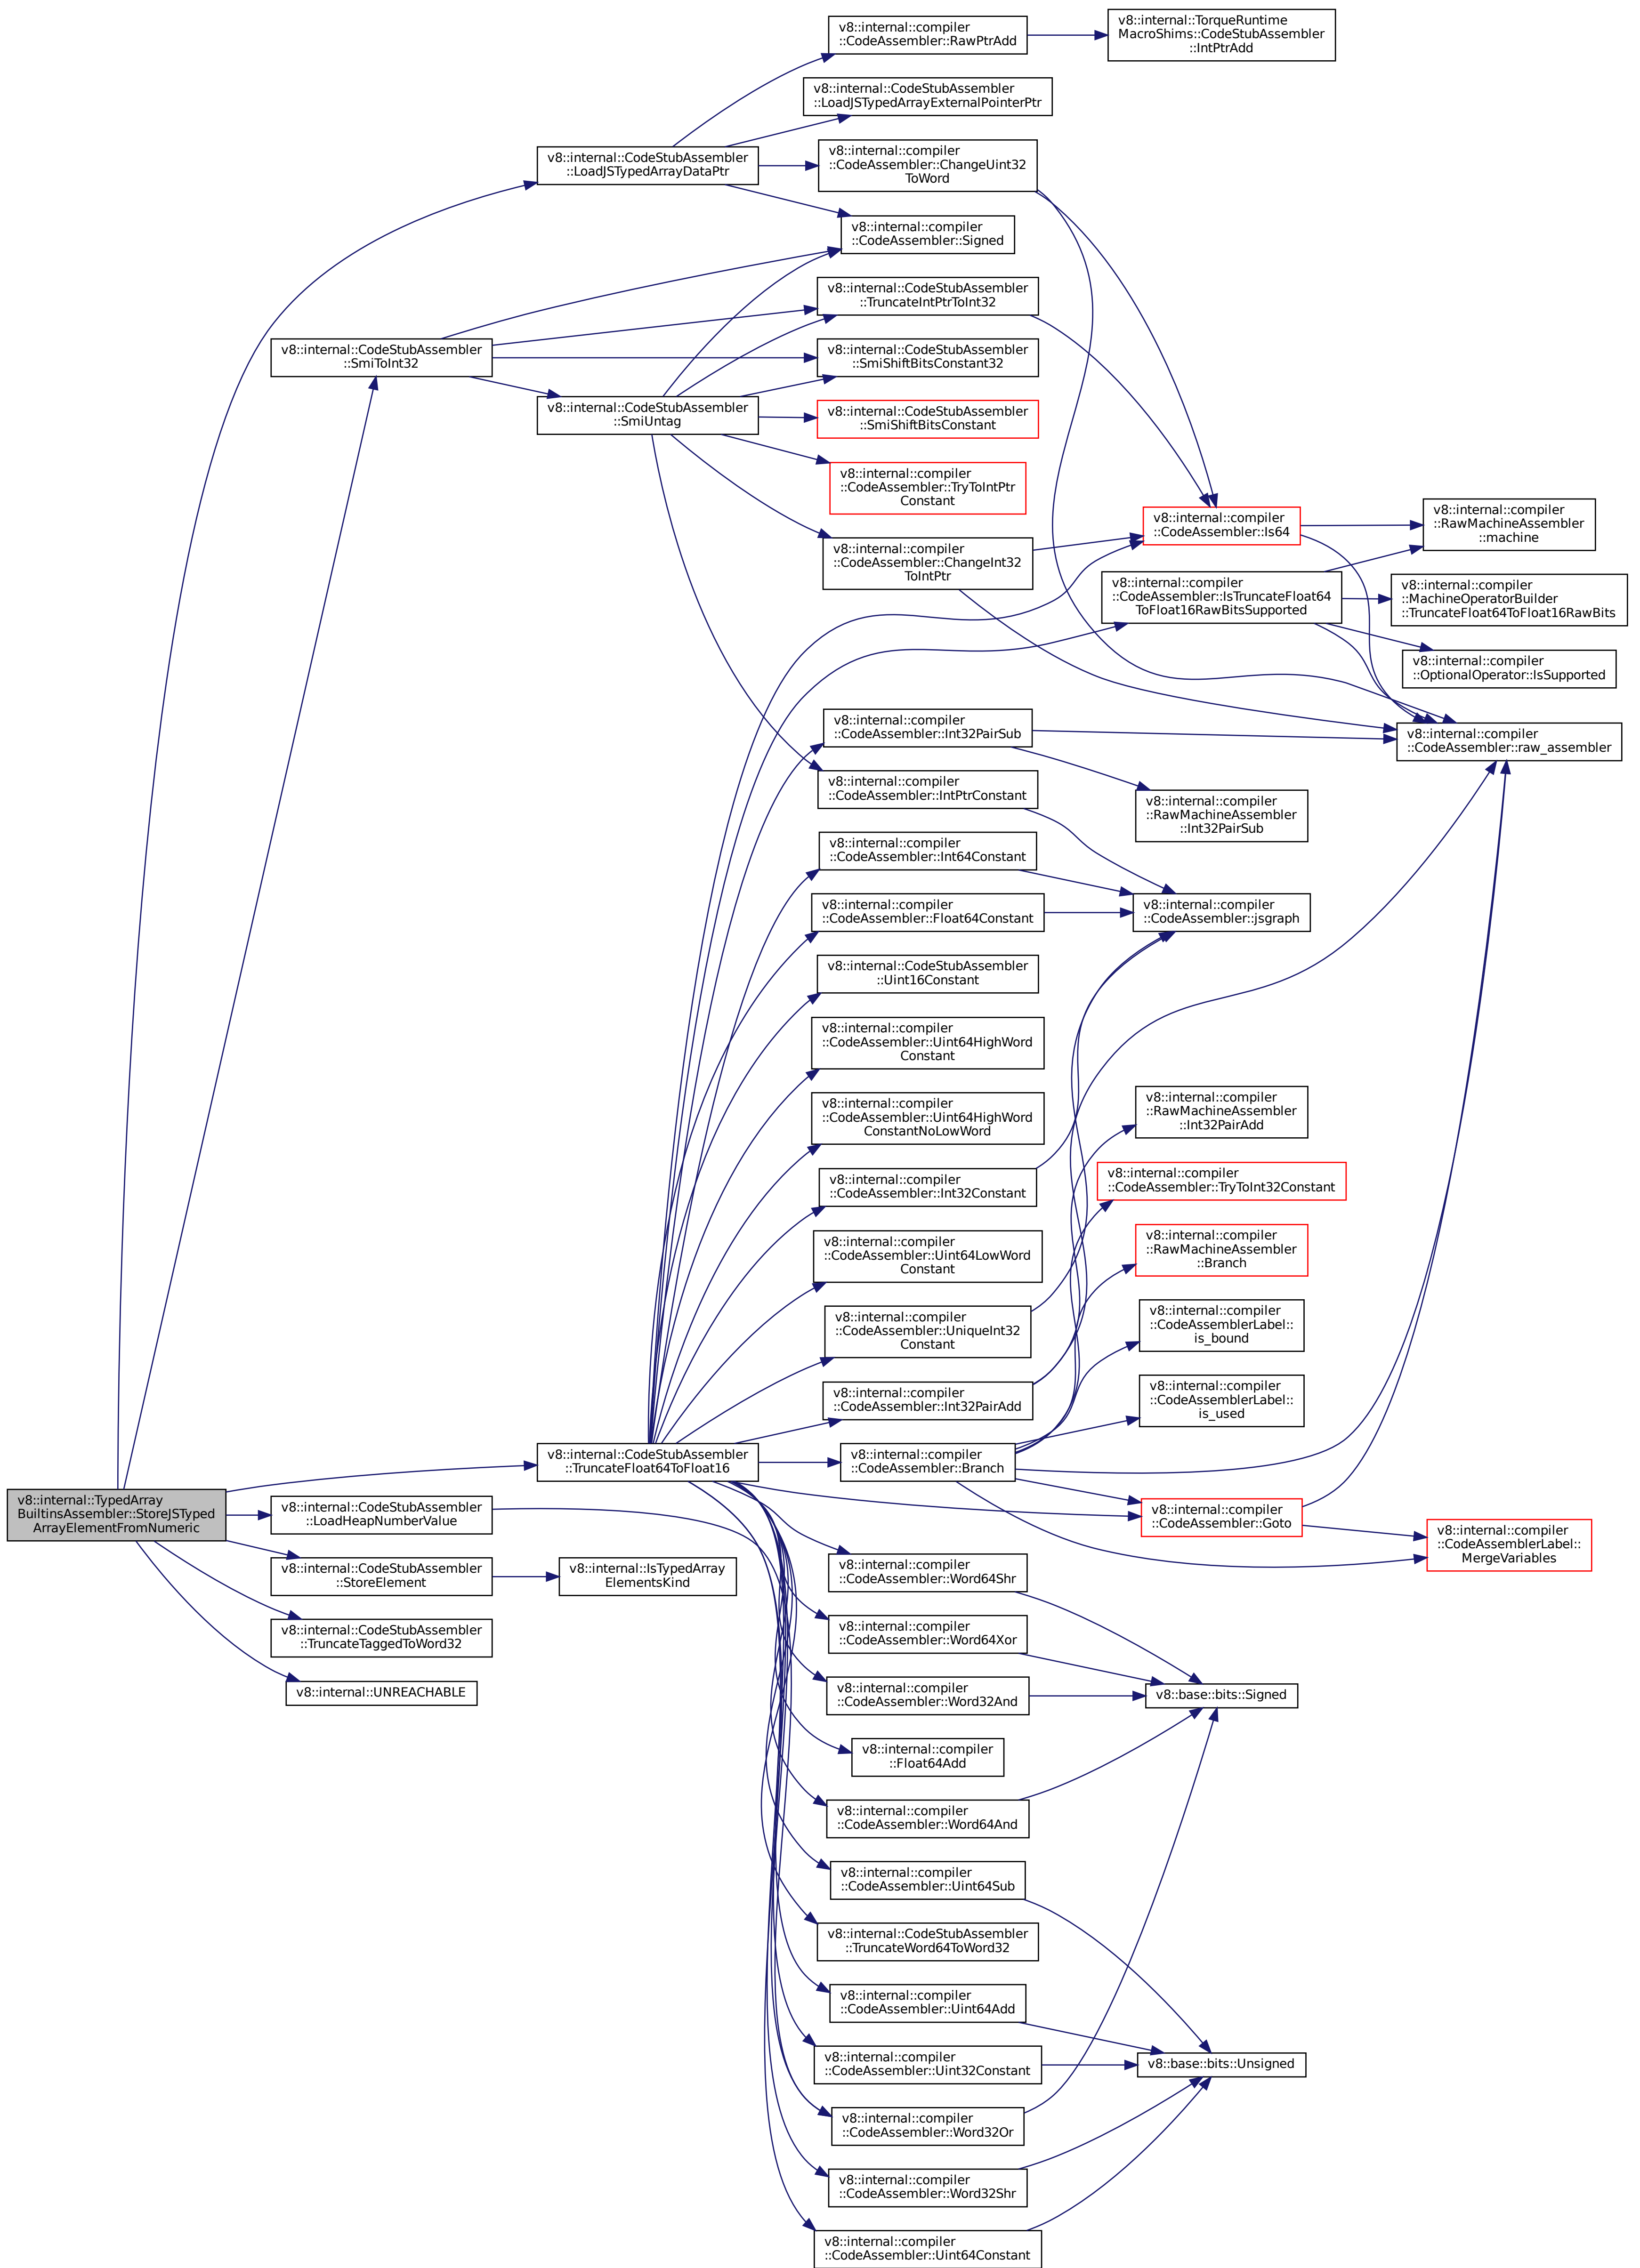 v8::internal::compiler
::CodeAssembler::RawPtrAdd
v8::internal::TorqueRuntime
MacroShims::CodeStubAssembler
::IntPtrAdd
v8::internal::CodeStubAssembler
::LoadJSTypedArrayExternalPointerPtr
v8::internal::CodeStubAssembler
::LoadJSTypedArrayDataPtr
v8::internal::compiler
::CodeAssembler::ChangeUint32
ToWord
v8::internal::compiler
::CodeAssembler::Signed
v8::internal::CodeStubAssembler
::TruncateIntPtrToInt32
v8::internal::CodeStubAssembler
::SmiToInt32
v8::internal::CodeStubAssembler
::SmiShiftBitsConstant32
v8::internal::CodeStubAssembler
::SmiUntag
v8::internal::CodeStubAssembler
::SmiShiftBitsConstant
v8::internal::compiler
::CodeAssembler::TryToIntPtr
Constant
v8::internal::compiler
::CodeAssembler::ChangeInt32
ToIntPtr
v8::internal::compiler
::CodeAssembler::Is64
v8::internal::compiler
::RawMachineAssembler
::machine
v8::internal::compiler
::CodeAssembler::IsTruncateFloat64
ToFloat16RawBitsSupported
v8::internal::compiler
::MachineOperatorBuilder
::TruncateFloat64ToFloat16RawBits
v8::internal::compiler
::OptionalOperator::IsSupported
v8::internal::compiler
::CodeAssembler::Int32PairSub
v8::internal::compiler
::CodeAssembler::raw_assembler
v8::internal::compiler
::CodeAssembler::IntPtrConstant
v8::internal::compiler
::RawMachineAssembler
::Int32PairSub
v8::internal::compiler
::CodeAssembler::Int64Constant
v8::internal::compiler
::CodeAssembler::Float64Constant
v8::internal::compiler
::CodeAssembler::jsgraph
v8::internal::CodeStubAssembler
::Uint16Constant
v8::internal::compiler
::CodeAssembler::Uint64HighWord
Constant
v8::internal::compiler
::CodeAssembler::Uint64HighWord
ConstantNoLowWord
v8::internal::compiler
::RawMachineAssembler
::Int32PairAdd
v8::internal::compiler
::CodeAssembler::Int32Constant
v8::internal::compiler
::CodeAssembler::TryToInt32Constant
v8::internal::compiler
::CodeAssembler::Uint64LowWord
Constant
v8::internal::compiler
::RawMachineAssembler
::Branch
v8::internal::compiler
::CodeAssembler::UniqueInt32
Constant
v8::internal::compiler
::CodeAssemblerLabel::
is_bound
v8::internal::compiler
::CodeAssembler::Int32PairAdd
v8::internal::compiler
::CodeAssemblerLabel::
is_used
v8::internal::CodeStubAssembler
::TruncateFloat64ToFloat16
v8::internal::compiler
::CodeAssembler::Branch
v8::internal::TypedArray
BuiltinsAssembler::StoreJSTyped
ArrayElementFromNumeric
v8::internal::CodeStubAssembler
::LoadHeapNumberValue
v8::internal::compiler
::CodeAssembler::Goto
v8::internal::compiler
::CodeAssemblerLabel::
MergeVariables
v8::internal::CodeStubAssembler
::StoreElement
v8::internal::IsTypedArray
ElementsKind
v8::internal::compiler
::CodeAssembler::Word64Shr
v8::internal::CodeStubAssembler
::TruncateTaggedToWord32
v8::internal::compiler
::CodeAssembler::Word64Xor
v8::internal::UNREACHABLE
v8::internal::compiler
::CodeAssembler::Word32And
v8::base::bits::Signed
v8::internal::compiler
::Float64Add
v8::internal::compiler
::CodeAssembler::Word64And
v8::internal::compiler
::CodeAssembler::Uint64Sub
v8::internal::CodeStubAssembler
::TruncateWord64ToWord32
v8::internal::compiler
::CodeAssembler::Uint64Add
v8::internal::compiler
::CodeAssembler::Uint32Constant
v8::base::bits::Unsigned
v8::internal::compiler
::CodeAssembler::Word32Or
v8::internal::compiler
::CodeAssembler::Word32Shr
v8::internal::compiler
::CodeAssembler::Uint64Constant